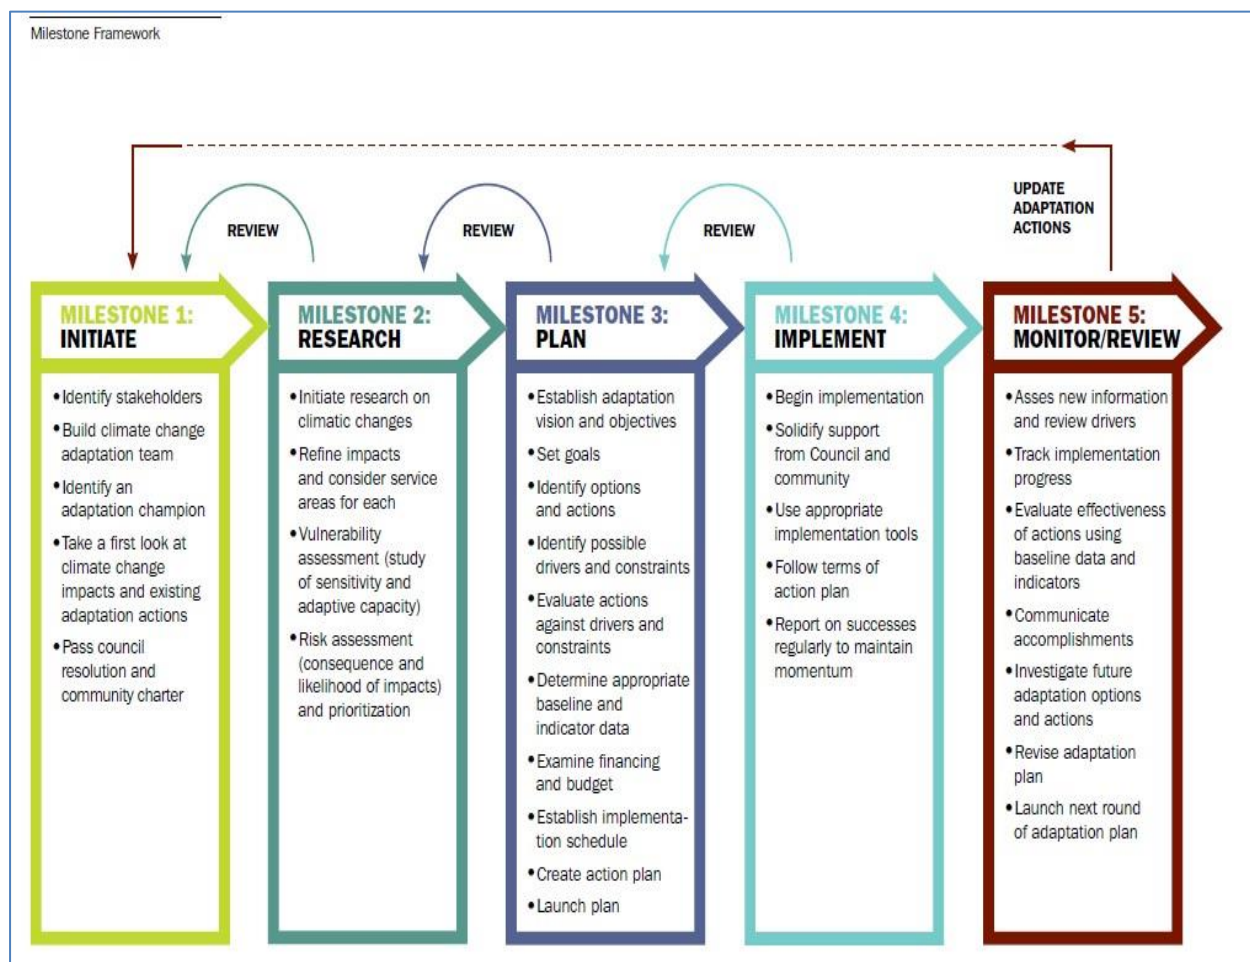 Milestone Framework
UPDATE
ADAPTATION
ACTIONS
REVIEW
REVIEW
REVIEW
MILESTONE 1:
INITIATE
•Identify stakeholders
•Build climate change
adaptation team
•Identify an
adaptation champion
•Take a first look at
climate change
impacts and existing
adaptation actions
•Pass council
resolution and
community charter
MILESTONE 2:
RESEARCH
•Initiate research on
climatic changes
•Refine impacts
and consider service
areas for each
•Vulnerability
assessment (study
of sensitivity and
adaptive capacity)
•Risk assessment
(consequence and
likelihood of impacts)
and prioritization
MILESTONE 3:
PLAN
•Establish adaptation
vision and objectives
•Set goals
•Identify options
and actions
•Identify possible
drivers and constraints
•Evaluate actions
against drivers and
constraints
•Determine appropriate
baseline and
indicator data
•Examine financing
and budget
•Establish implementa-
tion schedule
•Create action plan
•Launch plan
MILESTONE 4:
IMPLEMENT
•Begin implementation
•Solidify support
from Council and
community
•Use appropriate
implementation tools
•Follow terms of
action plan
•Report on successes
regularly to maintain
momentum
MILESTONE 5:
MONITOR/REVIEW
•Asses new information
and review drivers
•Track implementation
progress
•Evaluate effectiveness
of actions using
baseline data and
indicators
•Communicate
accomplishments
•Investigate future
adaptation options
and actions
•Revise adaptation
plan
•Launch next round
of adaptation plan